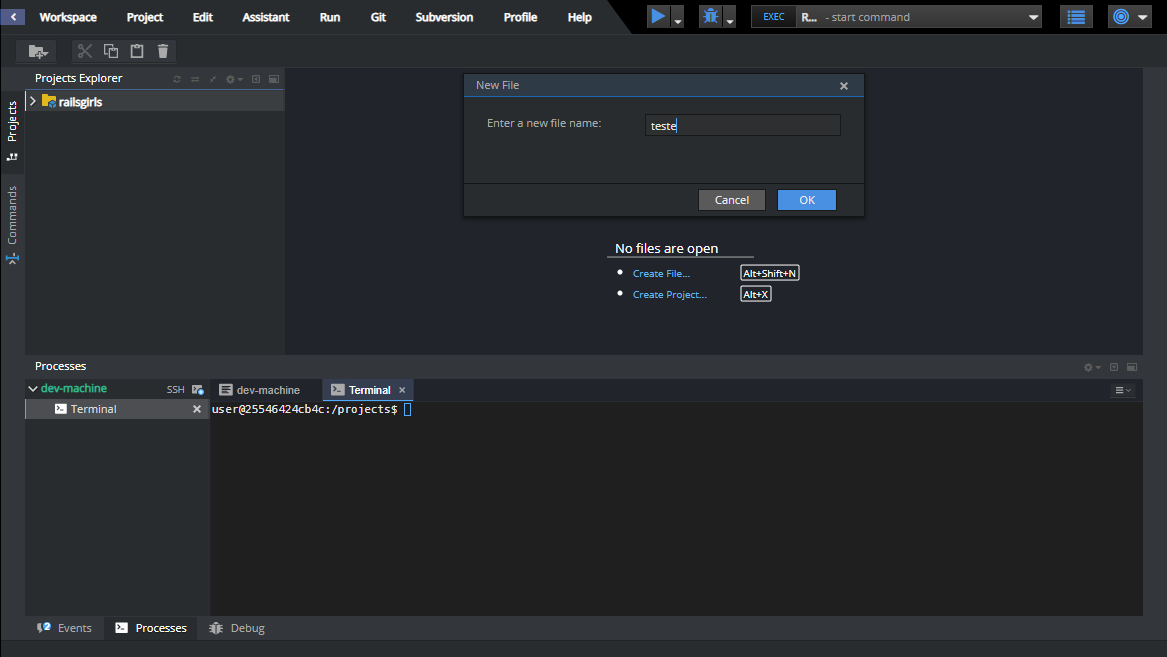 Workspace Project Edit Assistant Run Git Subversion Profile Help EXEC R... - start command
Projects Explorer
railsgirls
Projects
Commands
New File
Enter a new file name: teste
Cancel OK
No files are open
Create File... Alt+Shift+N
Create Project... Alt+X
Processes
dev-machine SSH
Terminal
dev-machine Terminal
user@25546424cb4c:/projects$
2 Events Processes Debug